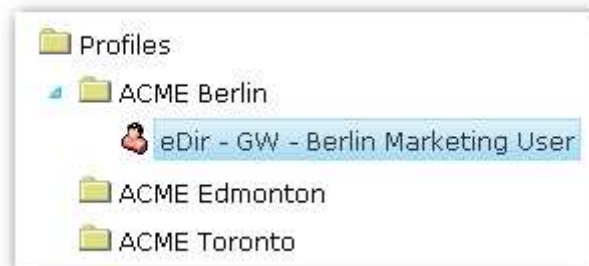 Profiles
ACME Berlin
eDir - GW - Berlin Marketing User
ACME Edmonton
ACME Toronto